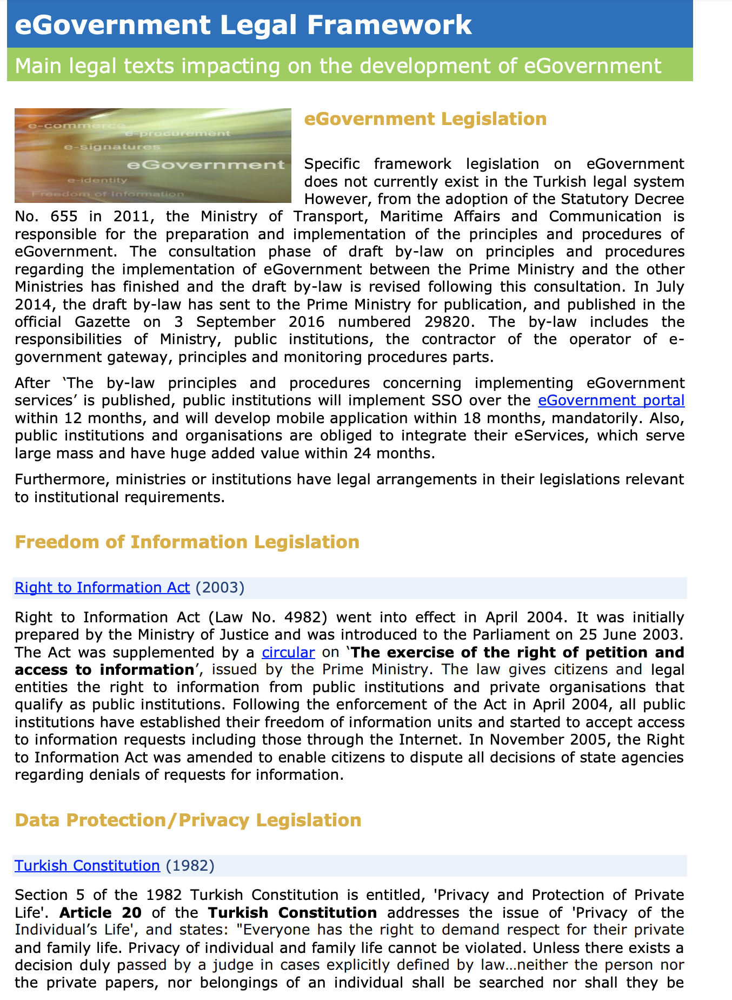 eGovernment Legal Framework
Main legal texts impacting on the development of eGovernment
e-commerce
e-procurement
e-signatures
eGovernment
e-identity
Freedom of Information
eGovernment Legislation
Specific framework legislation on eGovernment
does not currently exist in the Turkish legal system
However, from the adoption of the Statutory Decree
No. 655 in 2011, the Ministry of Transport, Maritime Affairs and Communication is
responsible for the preparation and implementation of the principles and procedures of
eGovernment. The consultation phase of draft by-law on principles and procedures
regarding the implementation of eGovernment between the Prime Ministry and the other
Ministries has finished and the draft by-law is revised following this consultation. In July
2014, the draft by-law has sent to the Prime Ministry for publication, and published in the
official Gazette on 3 September 2016 numbered 29820. The by-law includes the
responsibilities of Ministry, public institutions, the contractor of the operator of e-
government gateway, principles and monitoring procedures parts.
After ‘The by-law principles and procedures concerning implementing eGovernment
services’ is published, public institutions will implement SSO over the eGovernment portal
within 12 months, and will develop mobile application within 18 months, mandatorily. Also,
public institutions and organisations are obliged to integrate their eServices, which serve
large mass and have huge added value within 24 months.
Furthermore, ministries or institutions have legal arrangements in their legislations relevant
to institutional requirements.
Freedom of Information Legislation
Right to Information Act (2003)
Right to Information Act (Law No. 4982) went into effect in April 2004. It was initially
prepared by the Ministry of Justice and was introduced to the Parliament on 25 June 2003.
The Act was supplemented by a circular on ‘The exercise of the right of petition and
access to information’, issued by the Prime Ministry. The law gives citizens and legal
entities the right to information from public institutions and private organisations that
qualify as public institutions. Following the enforcement of the Act in April 2004, all public
institutions have established their freedom of information units and started to accept access
to information requests including those through the Internet. In November 2005, the Right
to Information Act was amended to enable citizens to dispute all decisions of state agencies
regarding denials of requests for information.
Data Protection/Privacy Legislation
Turkish Constitution (1982)
Section 5 of the 1982 Turkish Constitution is entitled, 'Privacy and Protection of Private
Life'. Article 20 of the Turkish Constitution addresses the issue of 'Privacy of the
Individual’s Life', and states: "Everyone has the right to demand respect for their private
and family life. Privacy of individual and family life cannot be violated. Unless there exists a
decision duly passed by a judge in cases explicitly defined by law…neither the person nor
the private papers, nor belongings of an individual shall be searched nor shall they be